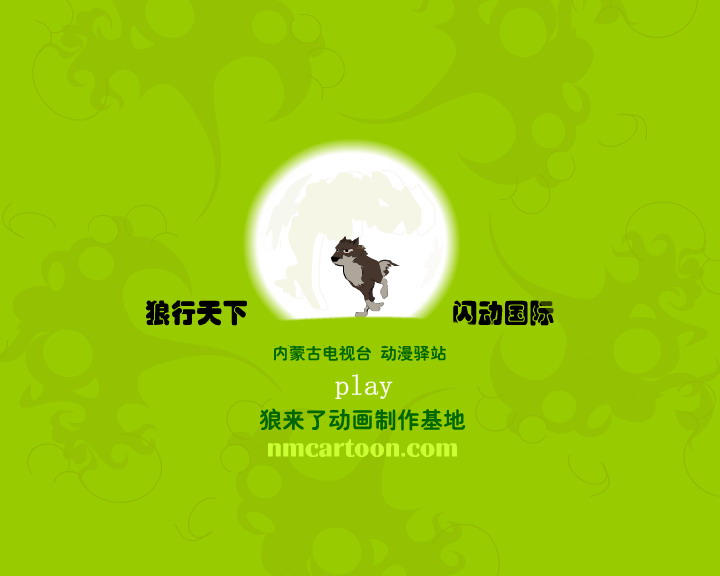 狼行天下 闪动国际
内蒙古电视台 动漫驿站
play
狼来了动画制作基地
nmcartoon.com